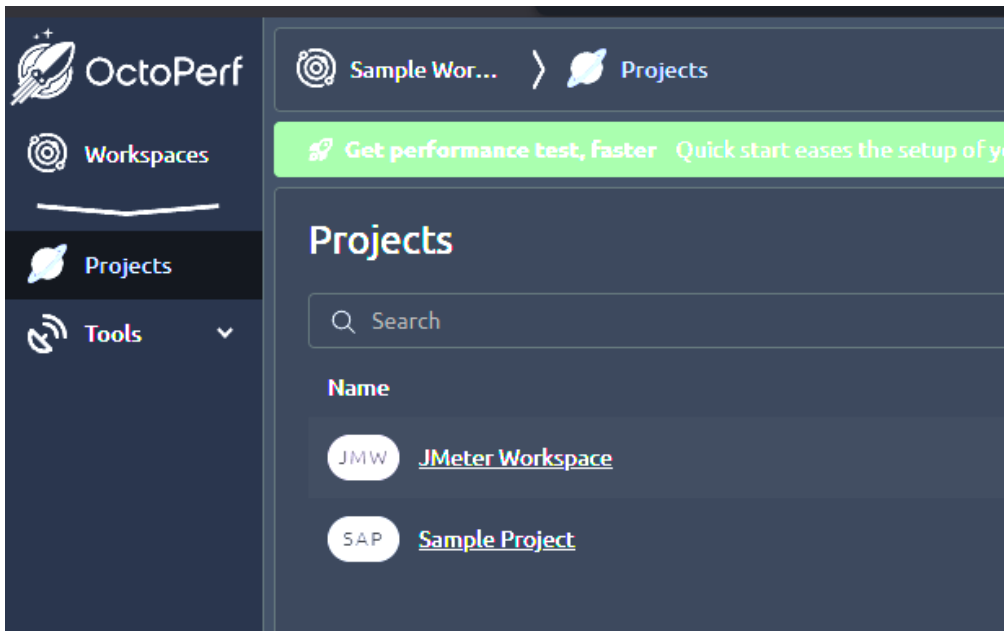 OctoPerf
Sample Wor... Projects
Workspaces
Get performance test, faster Quick start eases the setup of
Projects
Projects
Search
Tools
Name
JMW JMeter Workspace
SAP Sample Project